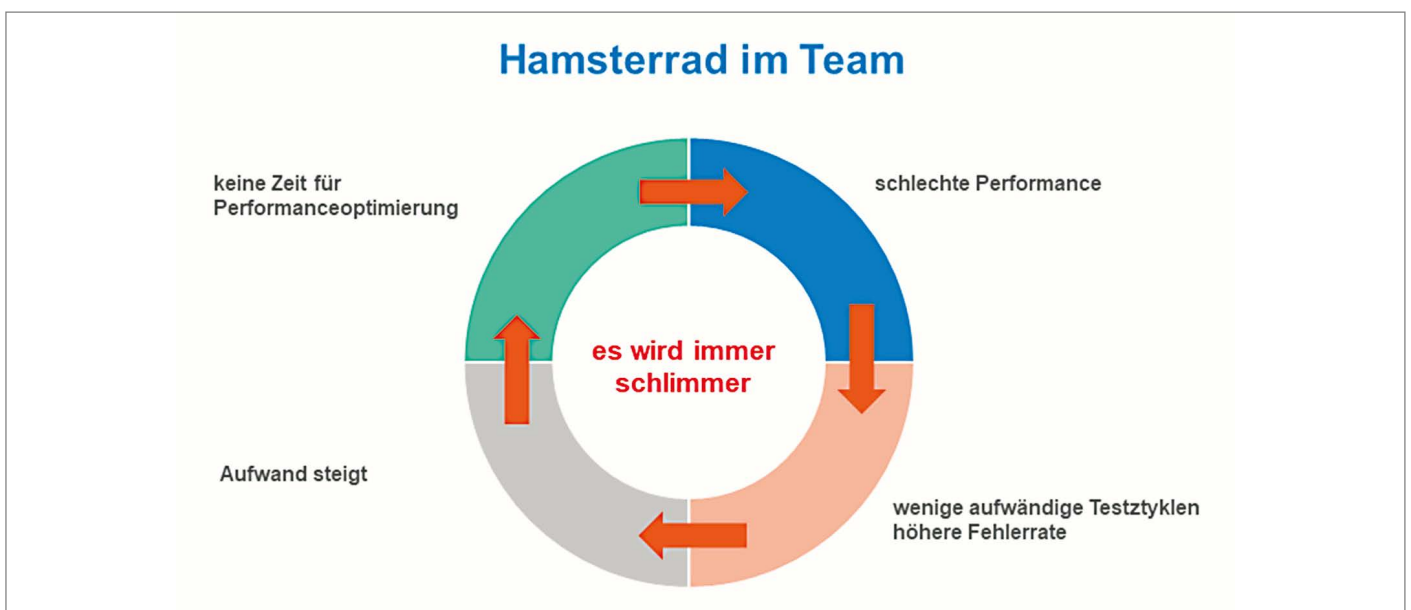 Hamsterrad im Team
keine Zeit für
Performanceoptimierung
schlechte Performance
es wird immer
schlimmer
Aufwand steigt
wenige aufwändige Testztyklen
höhere Fehlerrate